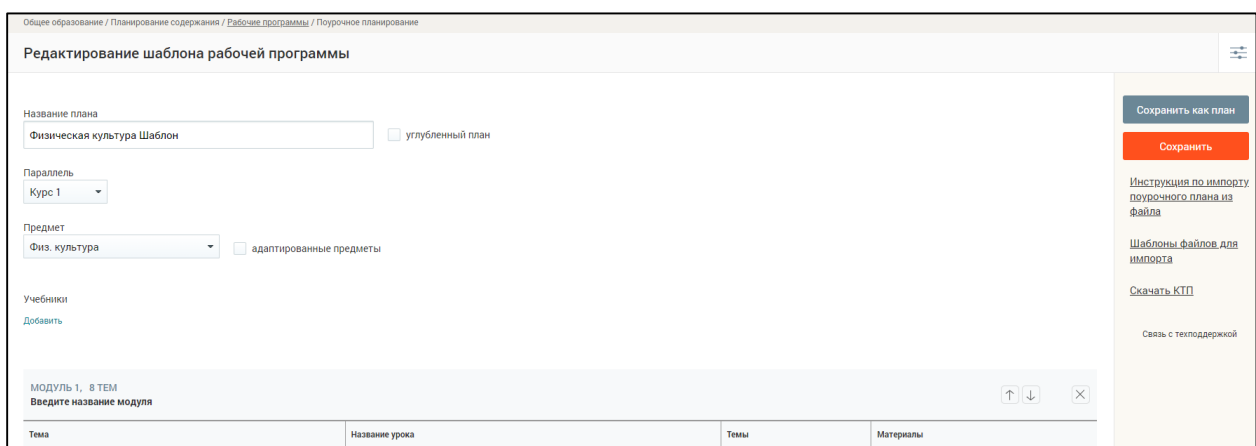 Общее образование / Планирование содержания / Рабочие программы / Поурочное планирование
Редактирование шаблона рабочей программы
Название плана
Физическая культура Шаблон
углубленный план
Параллель
Курс 1
Предмет
Физ. культура
адаптированные предметы
Учебники
Добавить
МОДУЛЬ 1, 8 ТЕМ
Введите название модуля
Тема Название урока Темы Материалы
Сохранить как план
Сохранить
Инструкция по импорту
поурочного плана из
файла
Шаблоны файлов для
импорта
Скачать КТП
Связь с техподдержкой